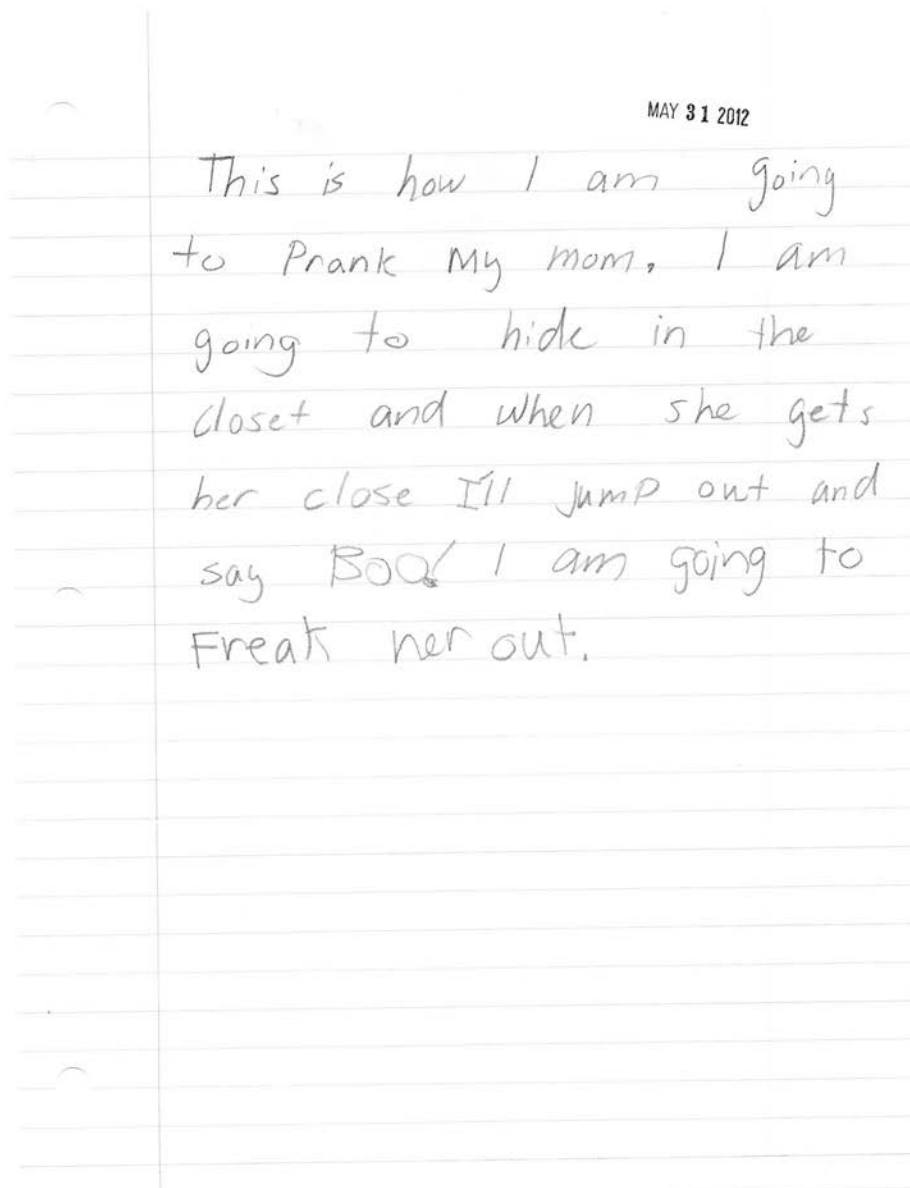 MAY 31 2012
This is how I am going
to Prank My mom. I am
going to hide in the
closet and when she gets
her close I'll jump out and
say Boo! I am going to
Freak her out.